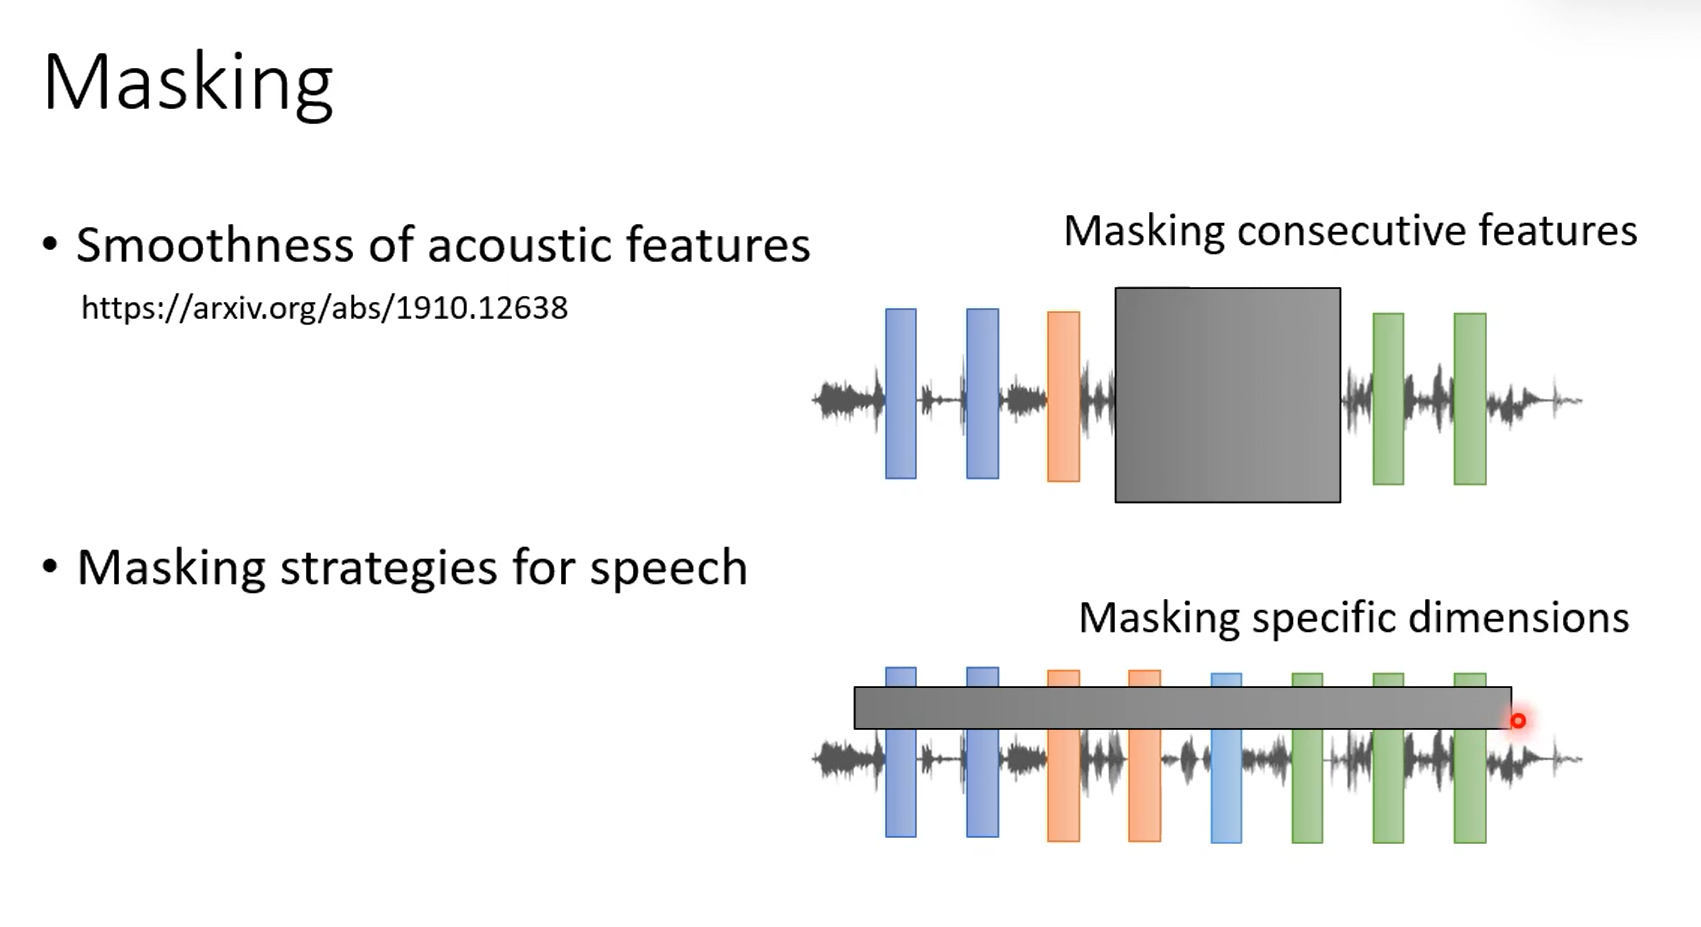 Masking
• Smoothness of acoustic features
https://arxiv.org/abs/1910.12638
Masking consecutive features
• Masking strategies for speech
Masking specific dimensions